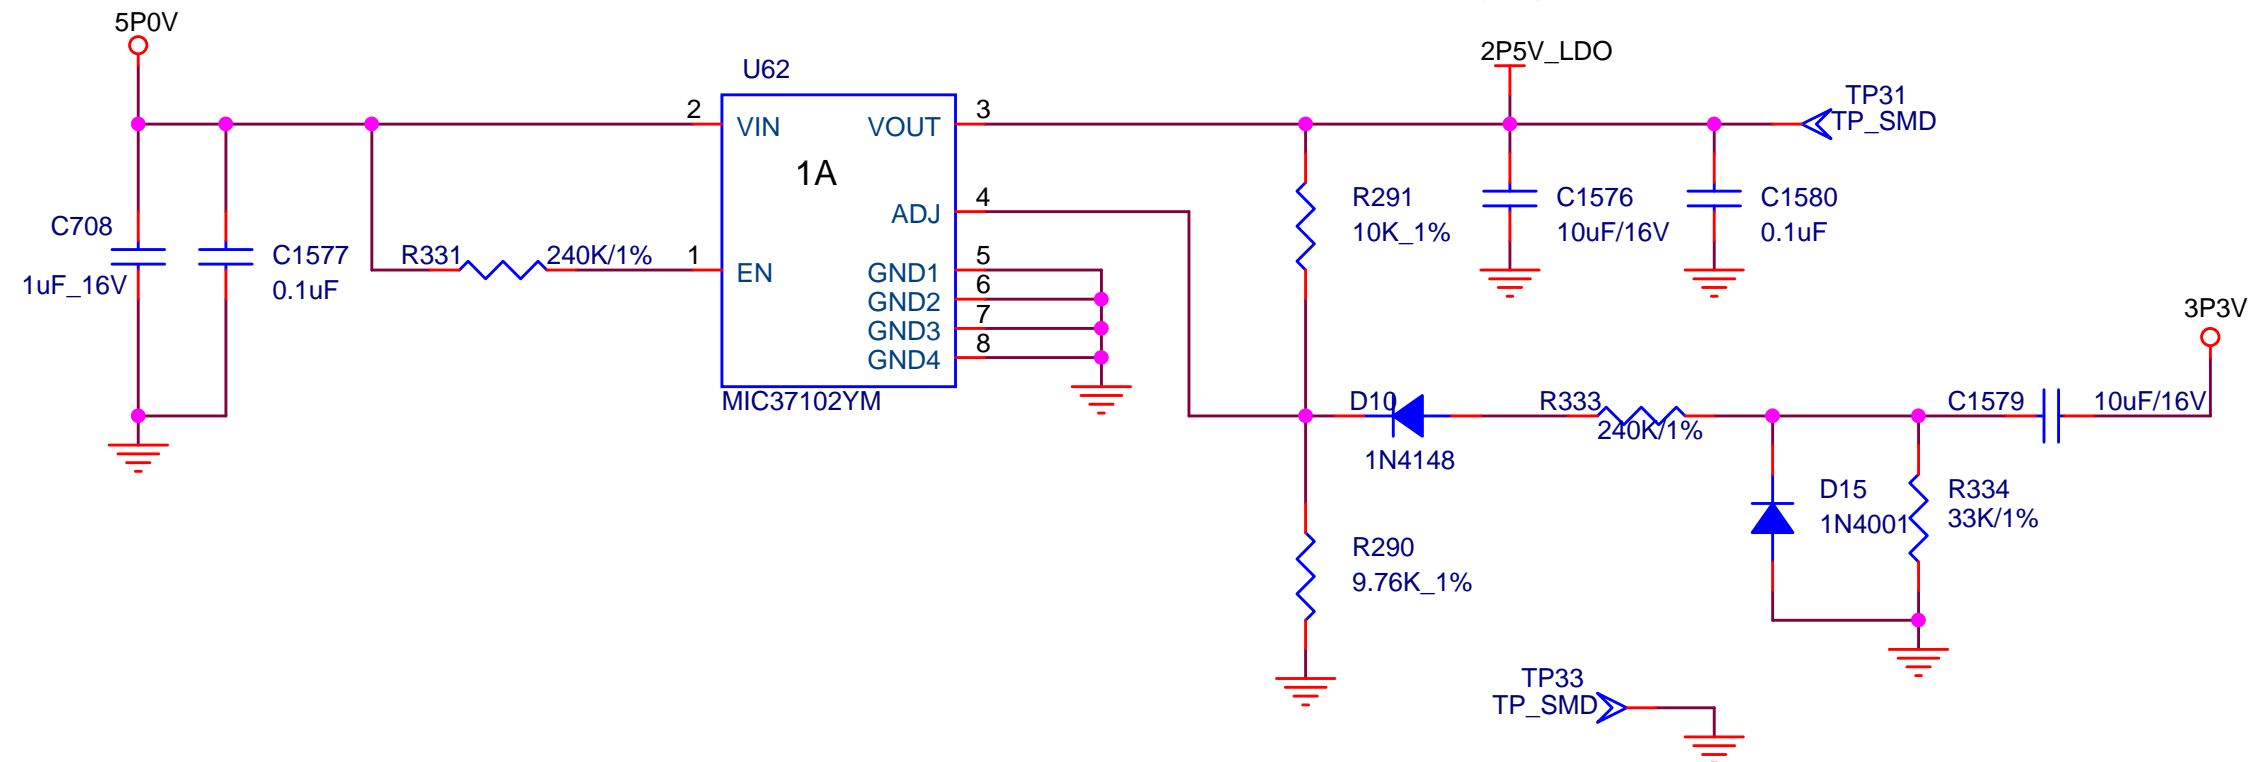 5P0V
U62
2P5V_LDO
TP31
TP_SMD
2
VIN
VOUT
3
1A
ADJ
4
R291
10K_1%
C1576
10uF/16V
C1580
0.1uF
C708
1uF_16V
C1577
0.1uF
R331
240K/1%
1
EN
GND1
5
GND2
6
GND3
7
GND4
8
MIC37102YM
3P3V
D10
1N4148
R333
240K/1%
C1579
10uF/16V
D15
1N4001
R334
33K/1%
R290
9.76K_1%
TP33
TP_SMD